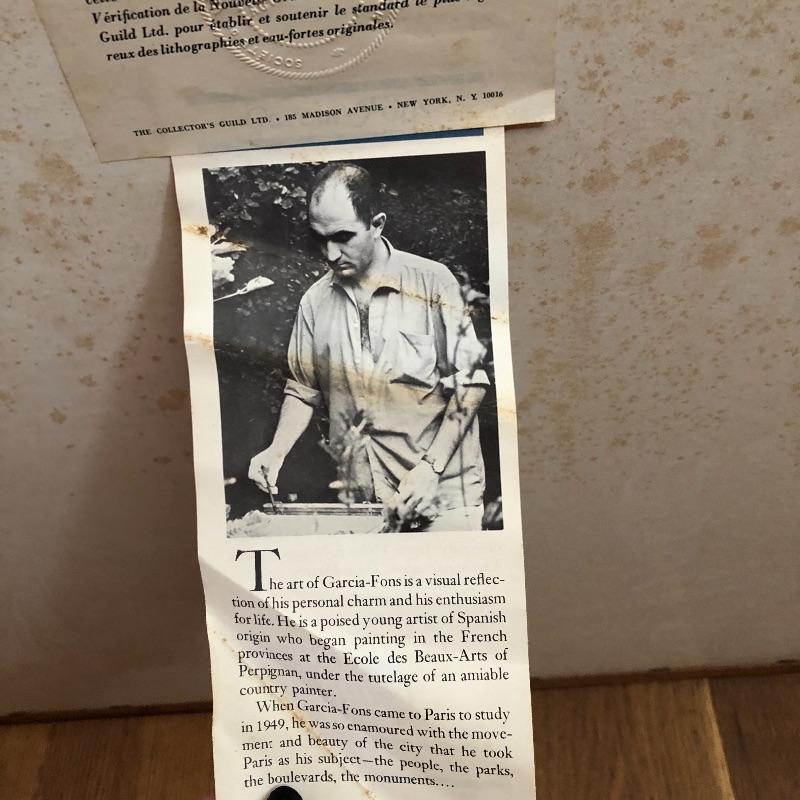 Vérification de la Nouvelle
Guild Ltd. pour établir et soutenir le standard le
reux des lithographies et eau-fortes originales.
THE COLLECTOR'S GUILD LTD. • 185 MADISON AVENUE • NEW YORK, N. Y. 10016
The art of Garcia-Fons is a visual reflec-
tion of his personal charm and his enthusiasm
for life. He is a poised young artist of Spanish
origin who began painting in the French
provinces at the Ecole des Beaux-Arts of
Perpignan, under the tutelage of an amiable
country painter.
When Garcia-Fons came to Paris to study
in 1949, he was so enamoured with the move-
ment and beauty of the city that he took
Paris as his subject—the people, the parks,
the boulevards, the monuments....